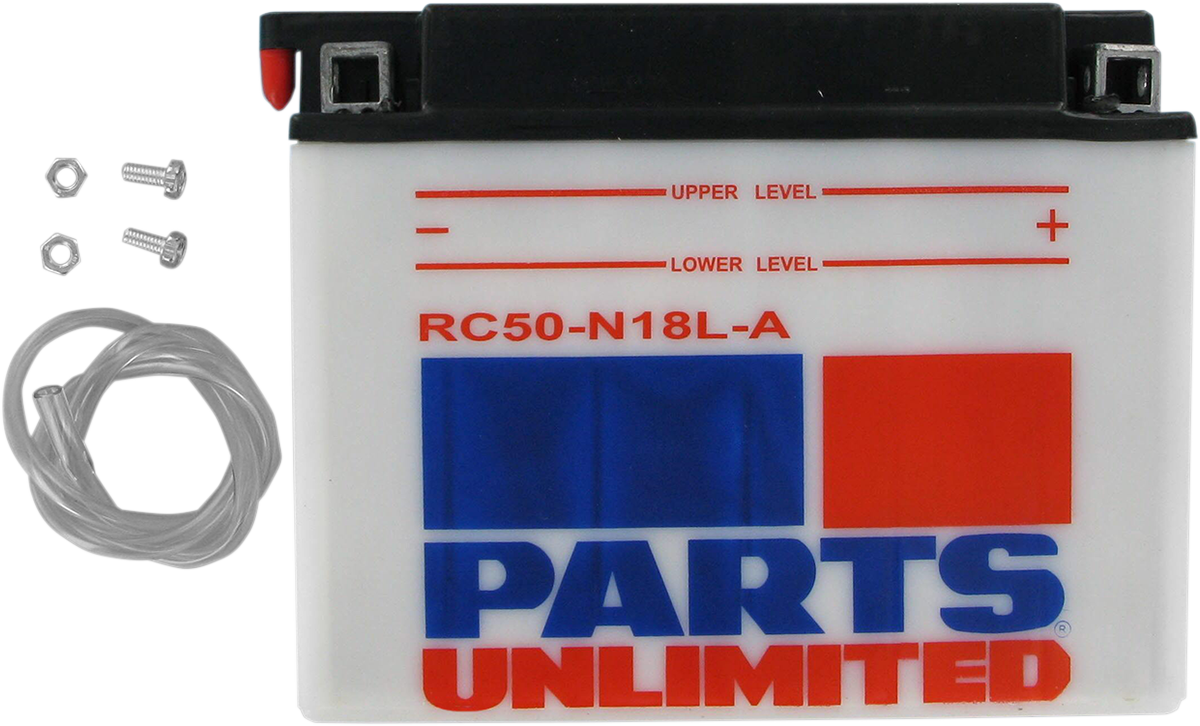 UPPER LEVEL
− +
LOWER LEVEL
RC50-N18L-A
PARTS
®
UNLIMITED